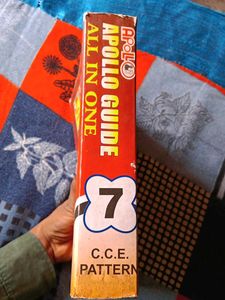 APOLLO
APOLLO GUIDE
ALL IN ONE
7
C.C.E.
PATTERN